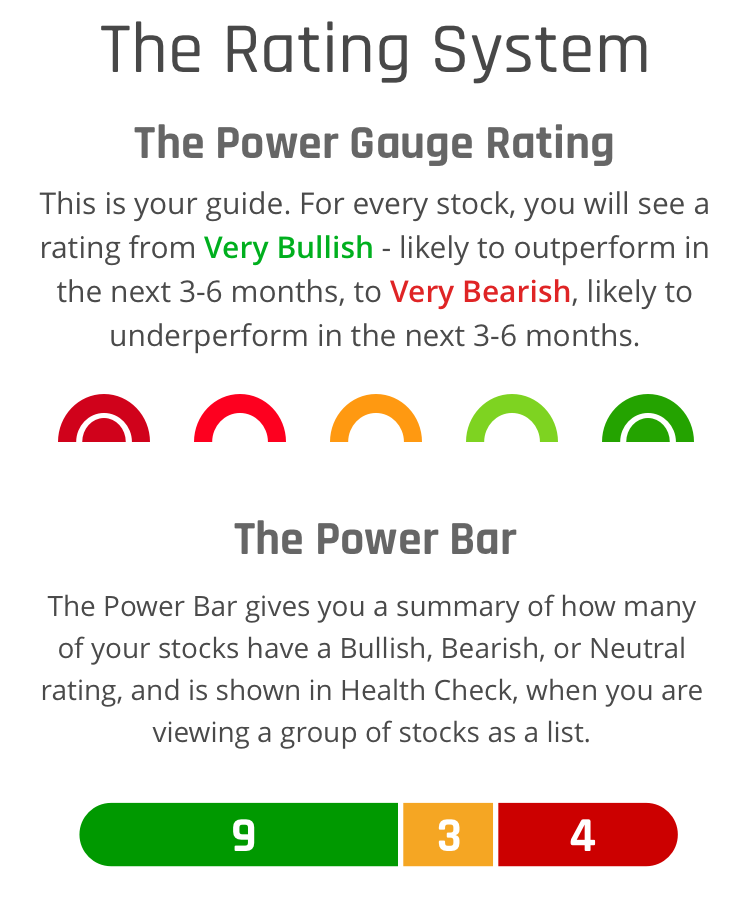 The Rating System
The Power Gauge Rating
This is your guide. For every stock, you will see a
rating from Very Bullish - likely to outperform in
the next 3-6 months, to Very Bearish, likely to
underperform in the next 3-6 months.
The Power Bar
The Power Bar gives you a summary of how many
of your stocks have a Bullish, Bearish, or Neutral
rating, and is shown in Health Check, when you are
viewing a group of stocks as a list.
9 3 4